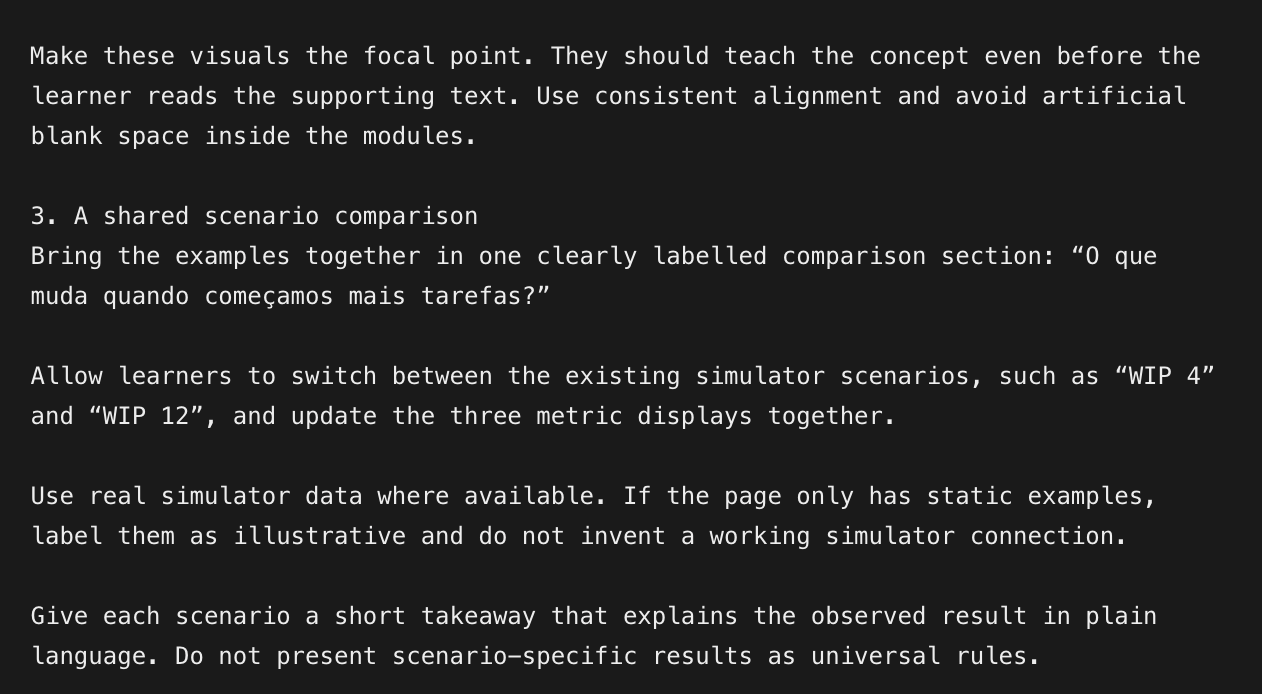 Make these visuals the focal point. They should teach the concept even before the
learner reads the supporting text. Use consistent alignment and avoid artificial
blank space inside the modules.
3. A shared scenario comparison
Bring the examples together in one clearly labelled comparison section: “O que
muda quando começamos mais tarefas?”
Allow learners to switch between the existing simulator scenarios, such as “WIP 4”
and “WIP 12”, and update the three metric displays together.
Use real simulator data where available. If the page only has static examples,
label them as illustrative and do not invent a working simulator connection.
Give each scenario a short takeaway that explains the observed result in plain
language. Do not present scenario–specific results as universal rules.